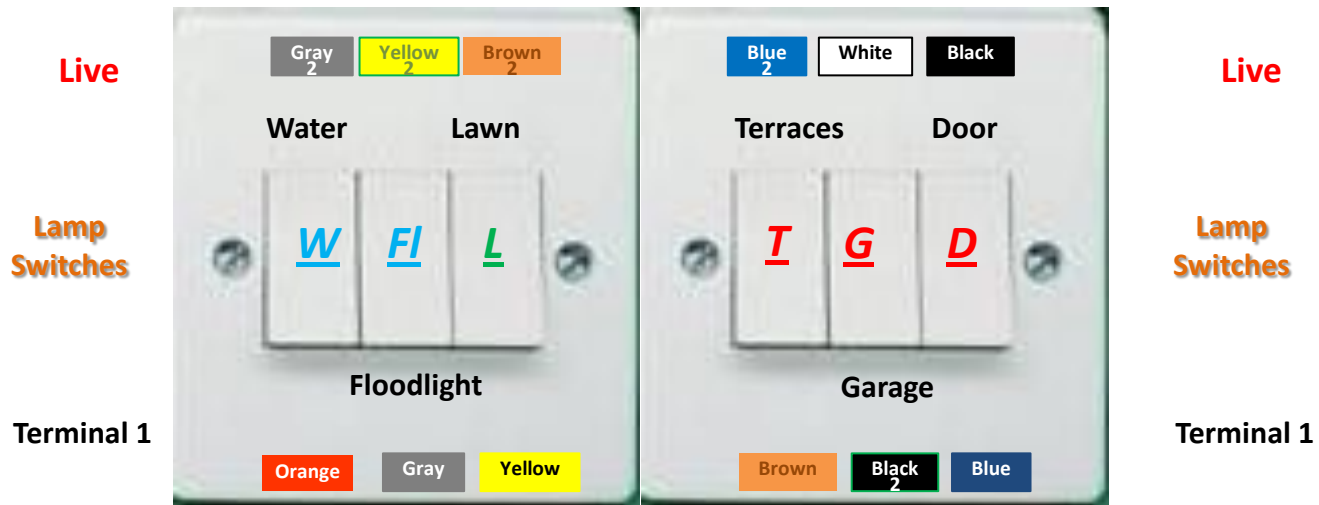 Gray 2 Yellow 2 Brown 2 Blue 2 White Black
Live Live
Water Lawn Terraces Door
Lamp Switches W Fl L T G D Lamp Switches
Floodlight Garage
Terminal 1 Terminal 1
Orange Gray Yellow Brown Black 2 Blue